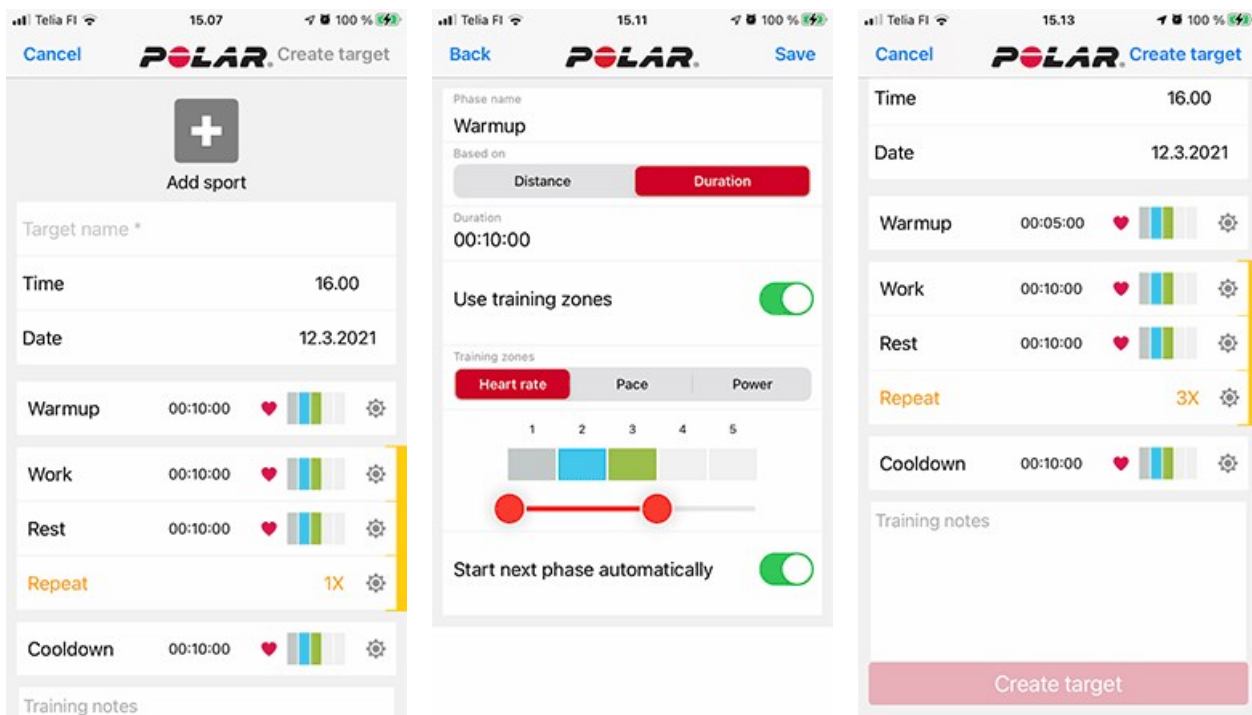 Telia FI 15.07 100 %
Cancel POLAR. Create target
Add sport
Target name *
Time 16.00
Date 12.3.2021
Warmup 00:10:00
Work 00:10:00
Rest 00:10:00
Repeat 1X
Cooldown 00:10:00
Training notes
Telia FI 15.11 100 %
Back POLAR. Save
Phase name
Warmup
Based on
Distance Duration
Duration
00:10:00
Use training zones
Training zones
Heart rate Pace Power
1 2 3 4 5
Start next phase automatically
Telia FI 15.13 100 %
Cancel POLAR. Create target
Time 16.00
Date 12.3.2021
Warmup 00:05:00
Work 00:10:00
Rest 00:10:00
Repeat 3X
Cooldown 00:10:00
Training notes
Create target